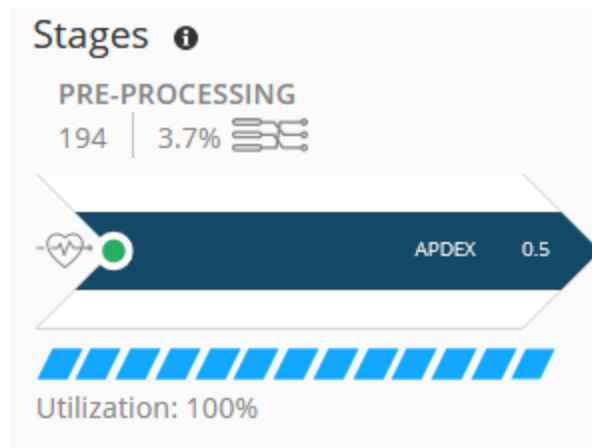 Stages
PRE-PROCESSING
194 3.7%
APDEX 0.5
Utilization: 100%